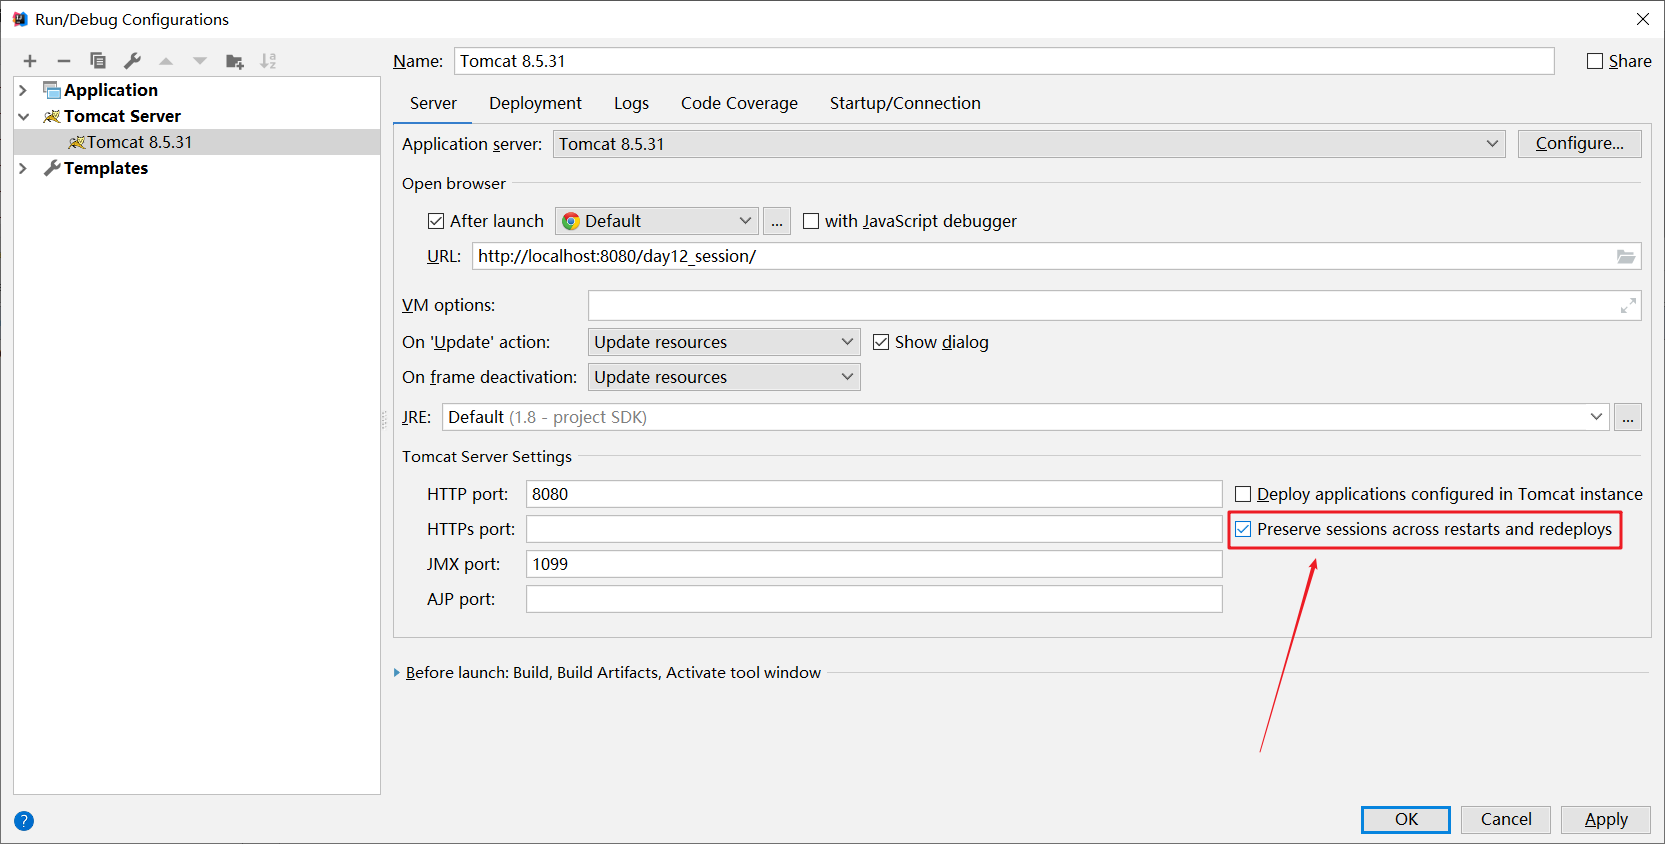 Run/Debug Configurations
Application
Tomcat Server
Tomcat 8.5.31
Templates
Name: Tomcat 8.5.31 Share
Server Deployment Logs Code Coverage Startup/Connection
Application server: Tomcat 8.5.31 Configure...
Open browser
After launch Default ... with JavaScript debugger
URL: http://localhost:8080/day12_session/
VM options:
On 'Update' action: Update resources Show dialog
On frame deactivation: Update resources
JRE: Default (1.8 - project SDK) ...
Tomcat Server Settings
HTTP port: 8080 Deploy applications configured in Tomcat instance
HTTPs port: Preserve sessions across restarts and redeploys
JMX port: 1099
AJP port:
Before launch: Build, Build Artifacts, Activate tool window
? OK Cancel Apply